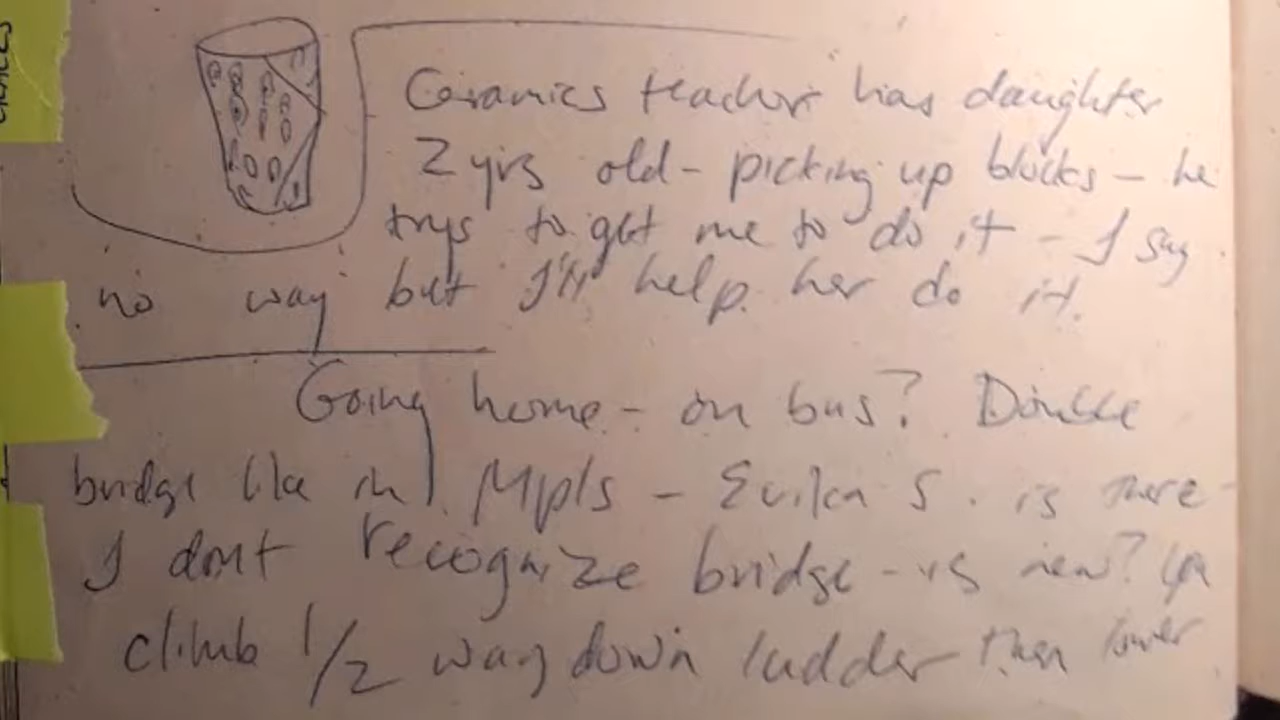 Ceramics teacher has daughter
2 yrs old - picking up blocks - he
trys to get me to do it - I say
no way but I'll help her do it.
Going home - on bus? Double
bridge like in Mpls - S. is there -
I dont recognize bridge - is new?
climb 1/2 way down ladder then lower